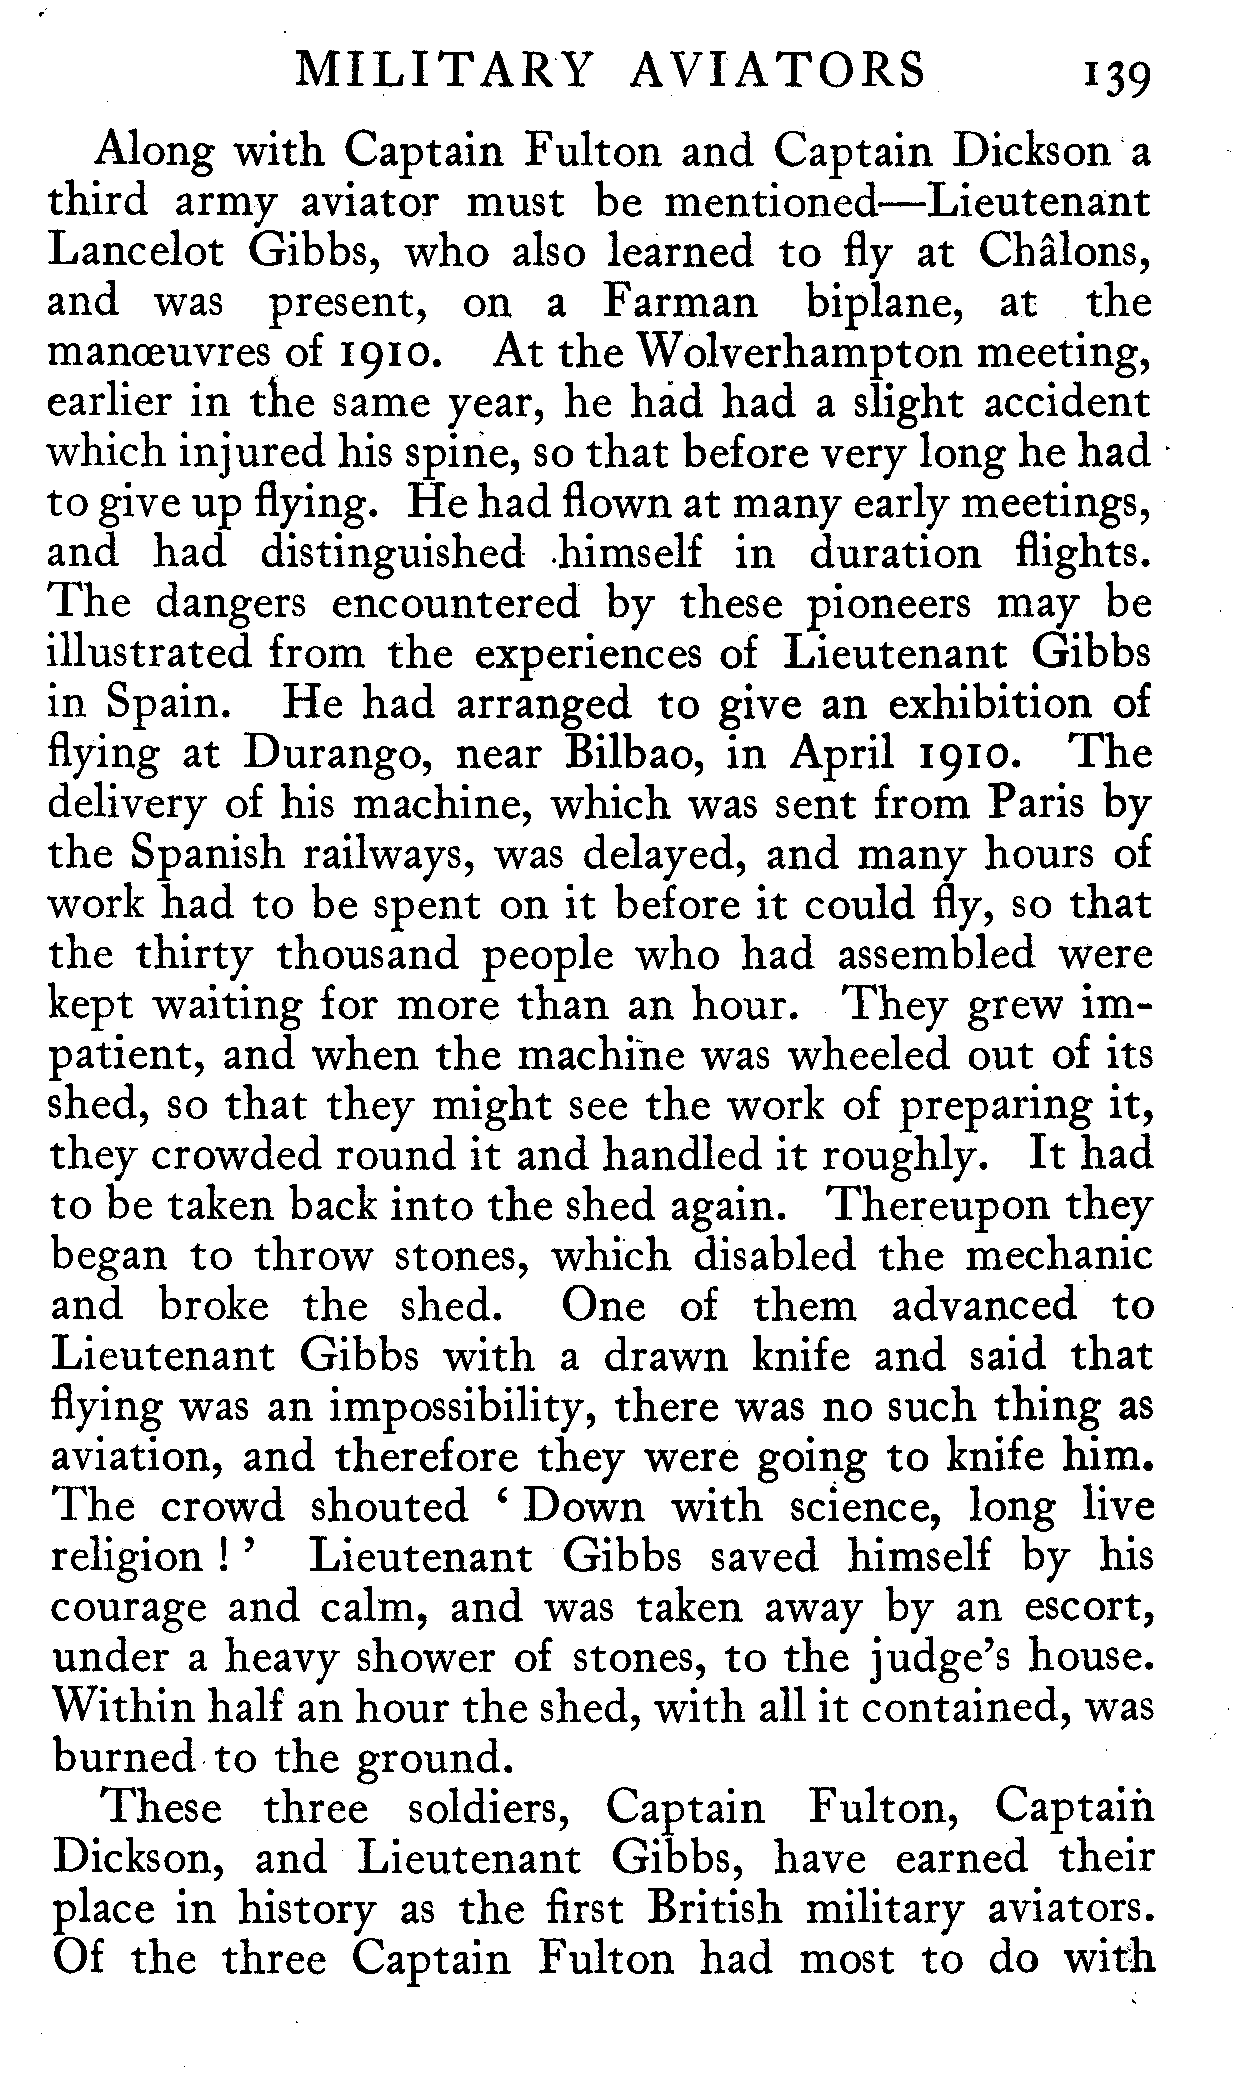 MILITARY AVIATORS 139
Along with Captain Fulton and Captain Dickson a
third army aviator must be mentioned—Lieutenant
Lancelot Gibbs, who also learned to fly at Châlons,
and was present, on a Farman biplane, at the
manœuvres of 1910. At the Wolverhampton meeting,
earlier in the same year, he had had a slight accident
which injured his spine, so that before very long he had
to give up flying. He had flown at many early meetings,
and had distinguished himself in duration flights.
The dangers encountered by these pioneers may be
illustrated from the experiences of Lieutenant Gibbs
in Spain. He had arranged to give an exhibition of
flying at Durango, near Bilbao, in April 1910. The
delivery of his machine, which was sent from Paris by
the Spanish railways, was delayed, and many hours of
work had to be spent on it before it could fly, so that
the thirty thousand people who had assembled were
kept waiting for more than an hour. They grew im-
patient, and when the machine was wheeled out of its
shed, so that they might see the work of preparing it,
they crowded round it and handled it roughly. It had
to be taken back into the shed again. Thereupon they
began to throw stones, which disabled the mechanic
and broke the shed. One of them advanced to
Lieutenant Gibbs with a drawn knife and said that
flying was an impossibility, there was no such thing as
aviation, and therefore they were going to knife him.
The crowd shouted ‘ Down with science, long live
religion ! ’ Lieutenant Gibbs saved himself by his
courage and calm, and was taken away by an escort,
under a heavy shower of stones, to the judge’s house.
Within half an hour the shed, with all it contained, was
burned to the ground.
These three soldiers, Captain Fulton, Captain
Dickson, and Lieutenant Gibbs, have earned their
place in history as the first British military aviators.
Of the three Captain Fulton had most to do with